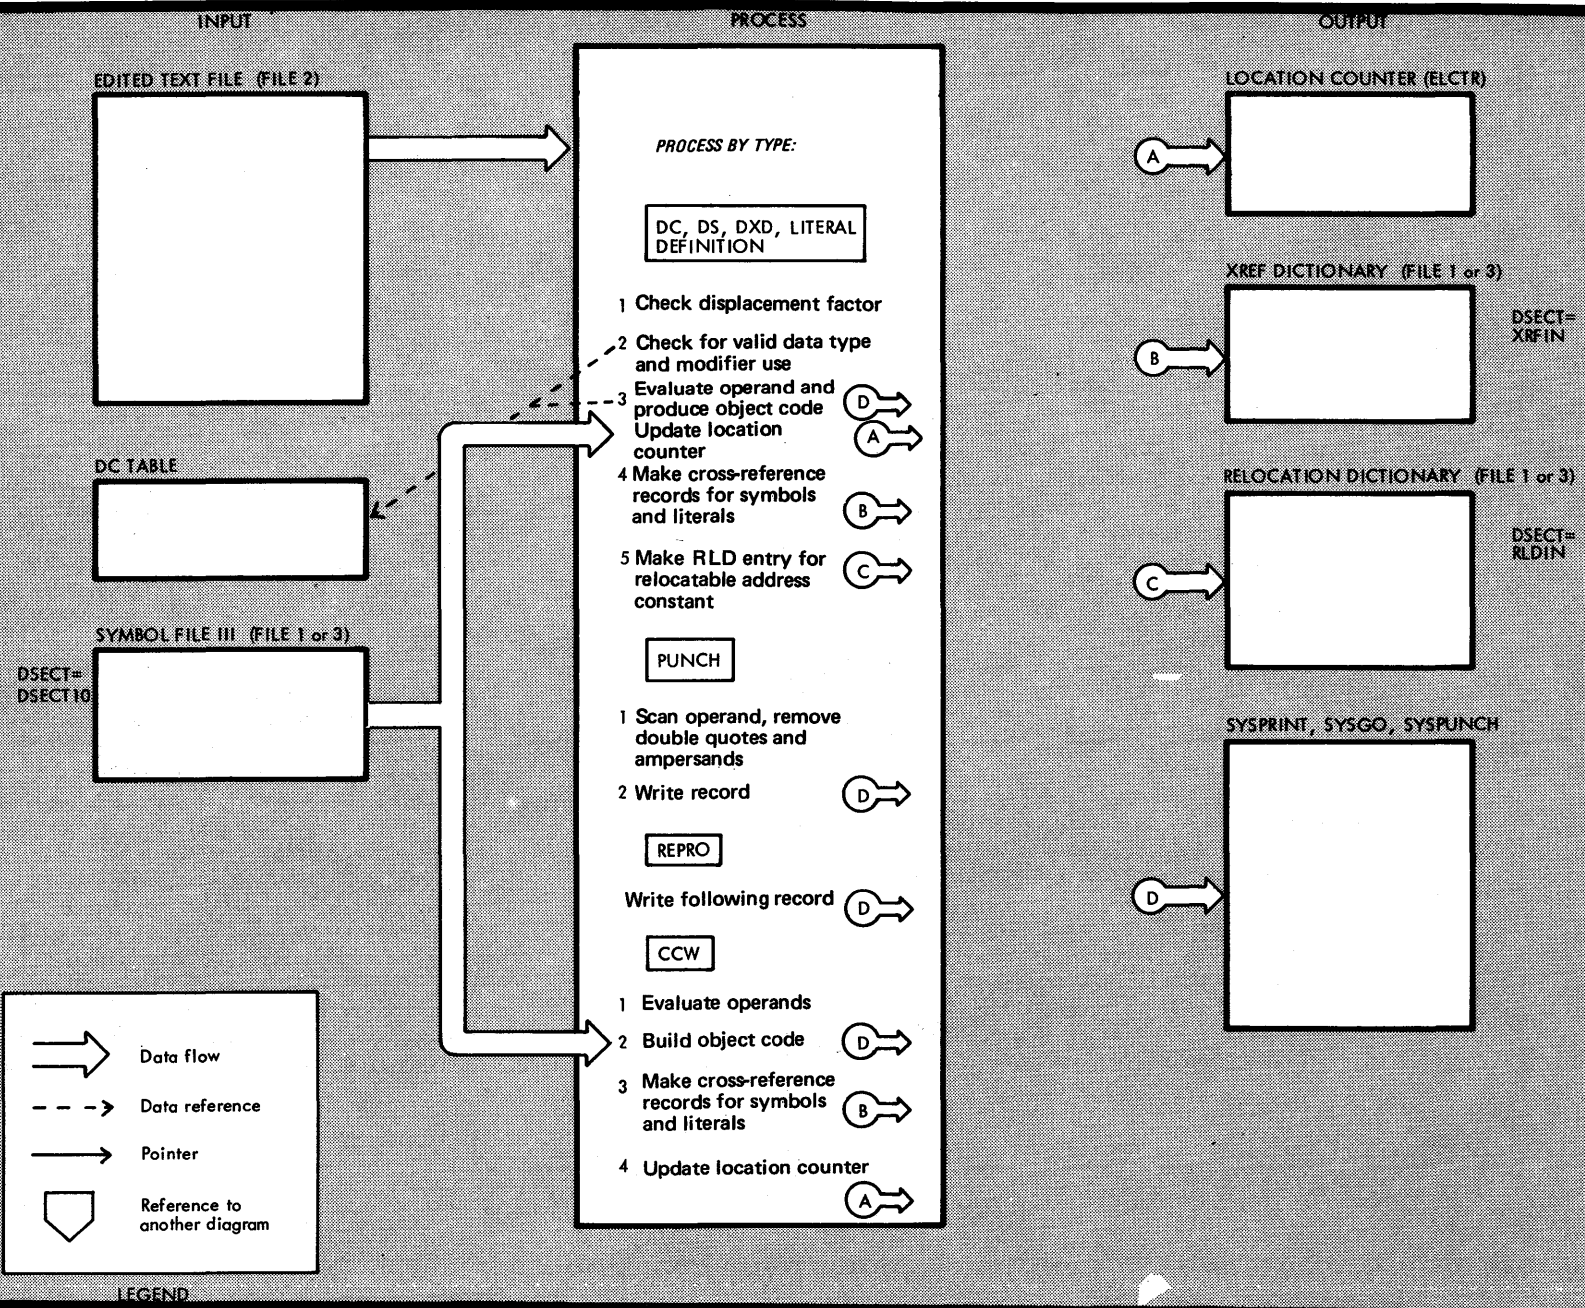 INPUT
PROCESS
OUTPUT
EDITED TEXT FILE (FILE 2)
DC TABLE
SYMBOL FILE III (FILE 1 or 3)
DSECT=
DSECT10
PROCESS BY TYPE:
DC, DS, DXD, LITERAL
DEFINITION
1 Check displacement factor
2 Check for valid data type
and modifier use
3 Evaluate operand and
produce object code
D
Update location
counter
A
4 Make cross-reference
records for symbols
and literals
B
5 Make RLD entry for
relocatable address
constant
C
PUNCH
1 Scan operand, remove
double quotes and
ampersands
2 Write record
D
REPRO
Write following record
D
CCW
1 Evaluate operands
2 Build object code
D
3 Make cross-reference
records for symbols
and literals
B
4 Update location counter
A
LOCATION COUNTER (ELCTR)
A
XREF DICTIONARY (FILE 1 or 3)
B
DSECT=
XRFIN
RELOCATION DICTIONARY (FILE 1 or 3)
C
DSECT=
RLDIN
SYSPRINT, SYSGO, SYSPUNCH
D
Data flow
Data reference
Pointer
Reference to
another diagram
LEGEND